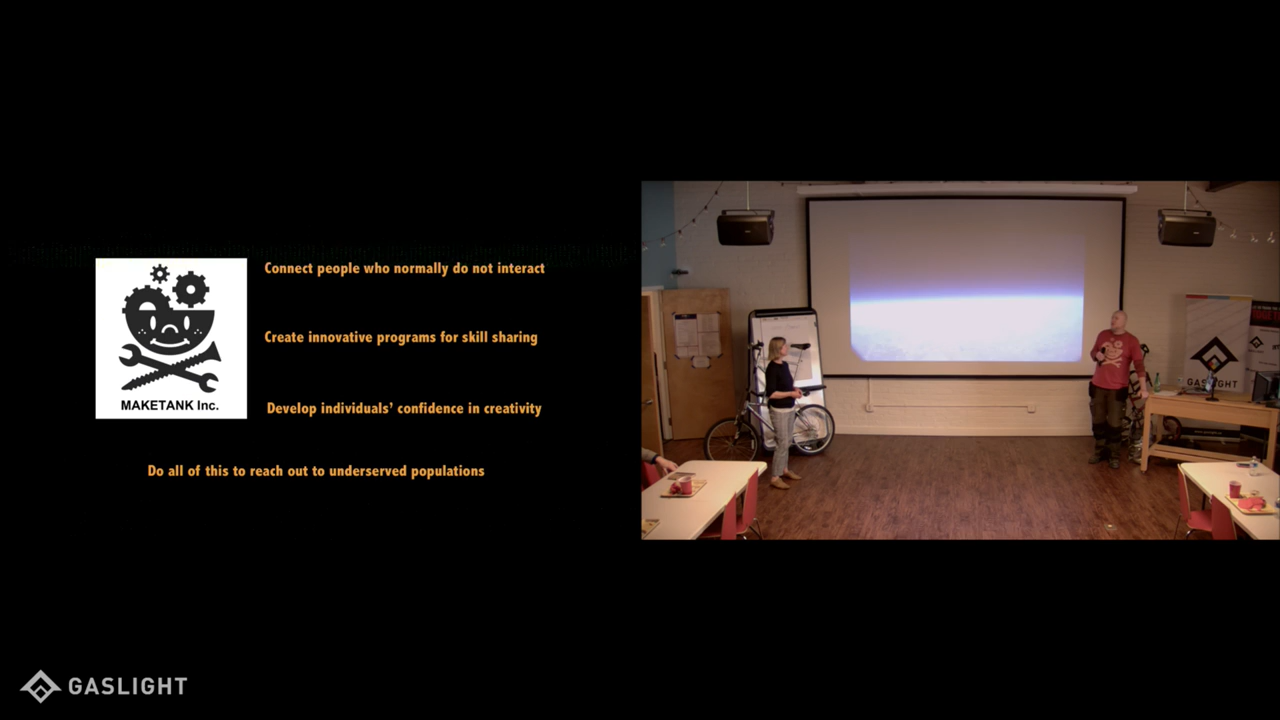 Connect people who normally do not interact
Create innovative programs for skill sharing
MAKETANK Inc.
Develop individuals' confidence in creativity
Do all of this to reach out to underserved populations
GASLIGHT
GASLIGHT